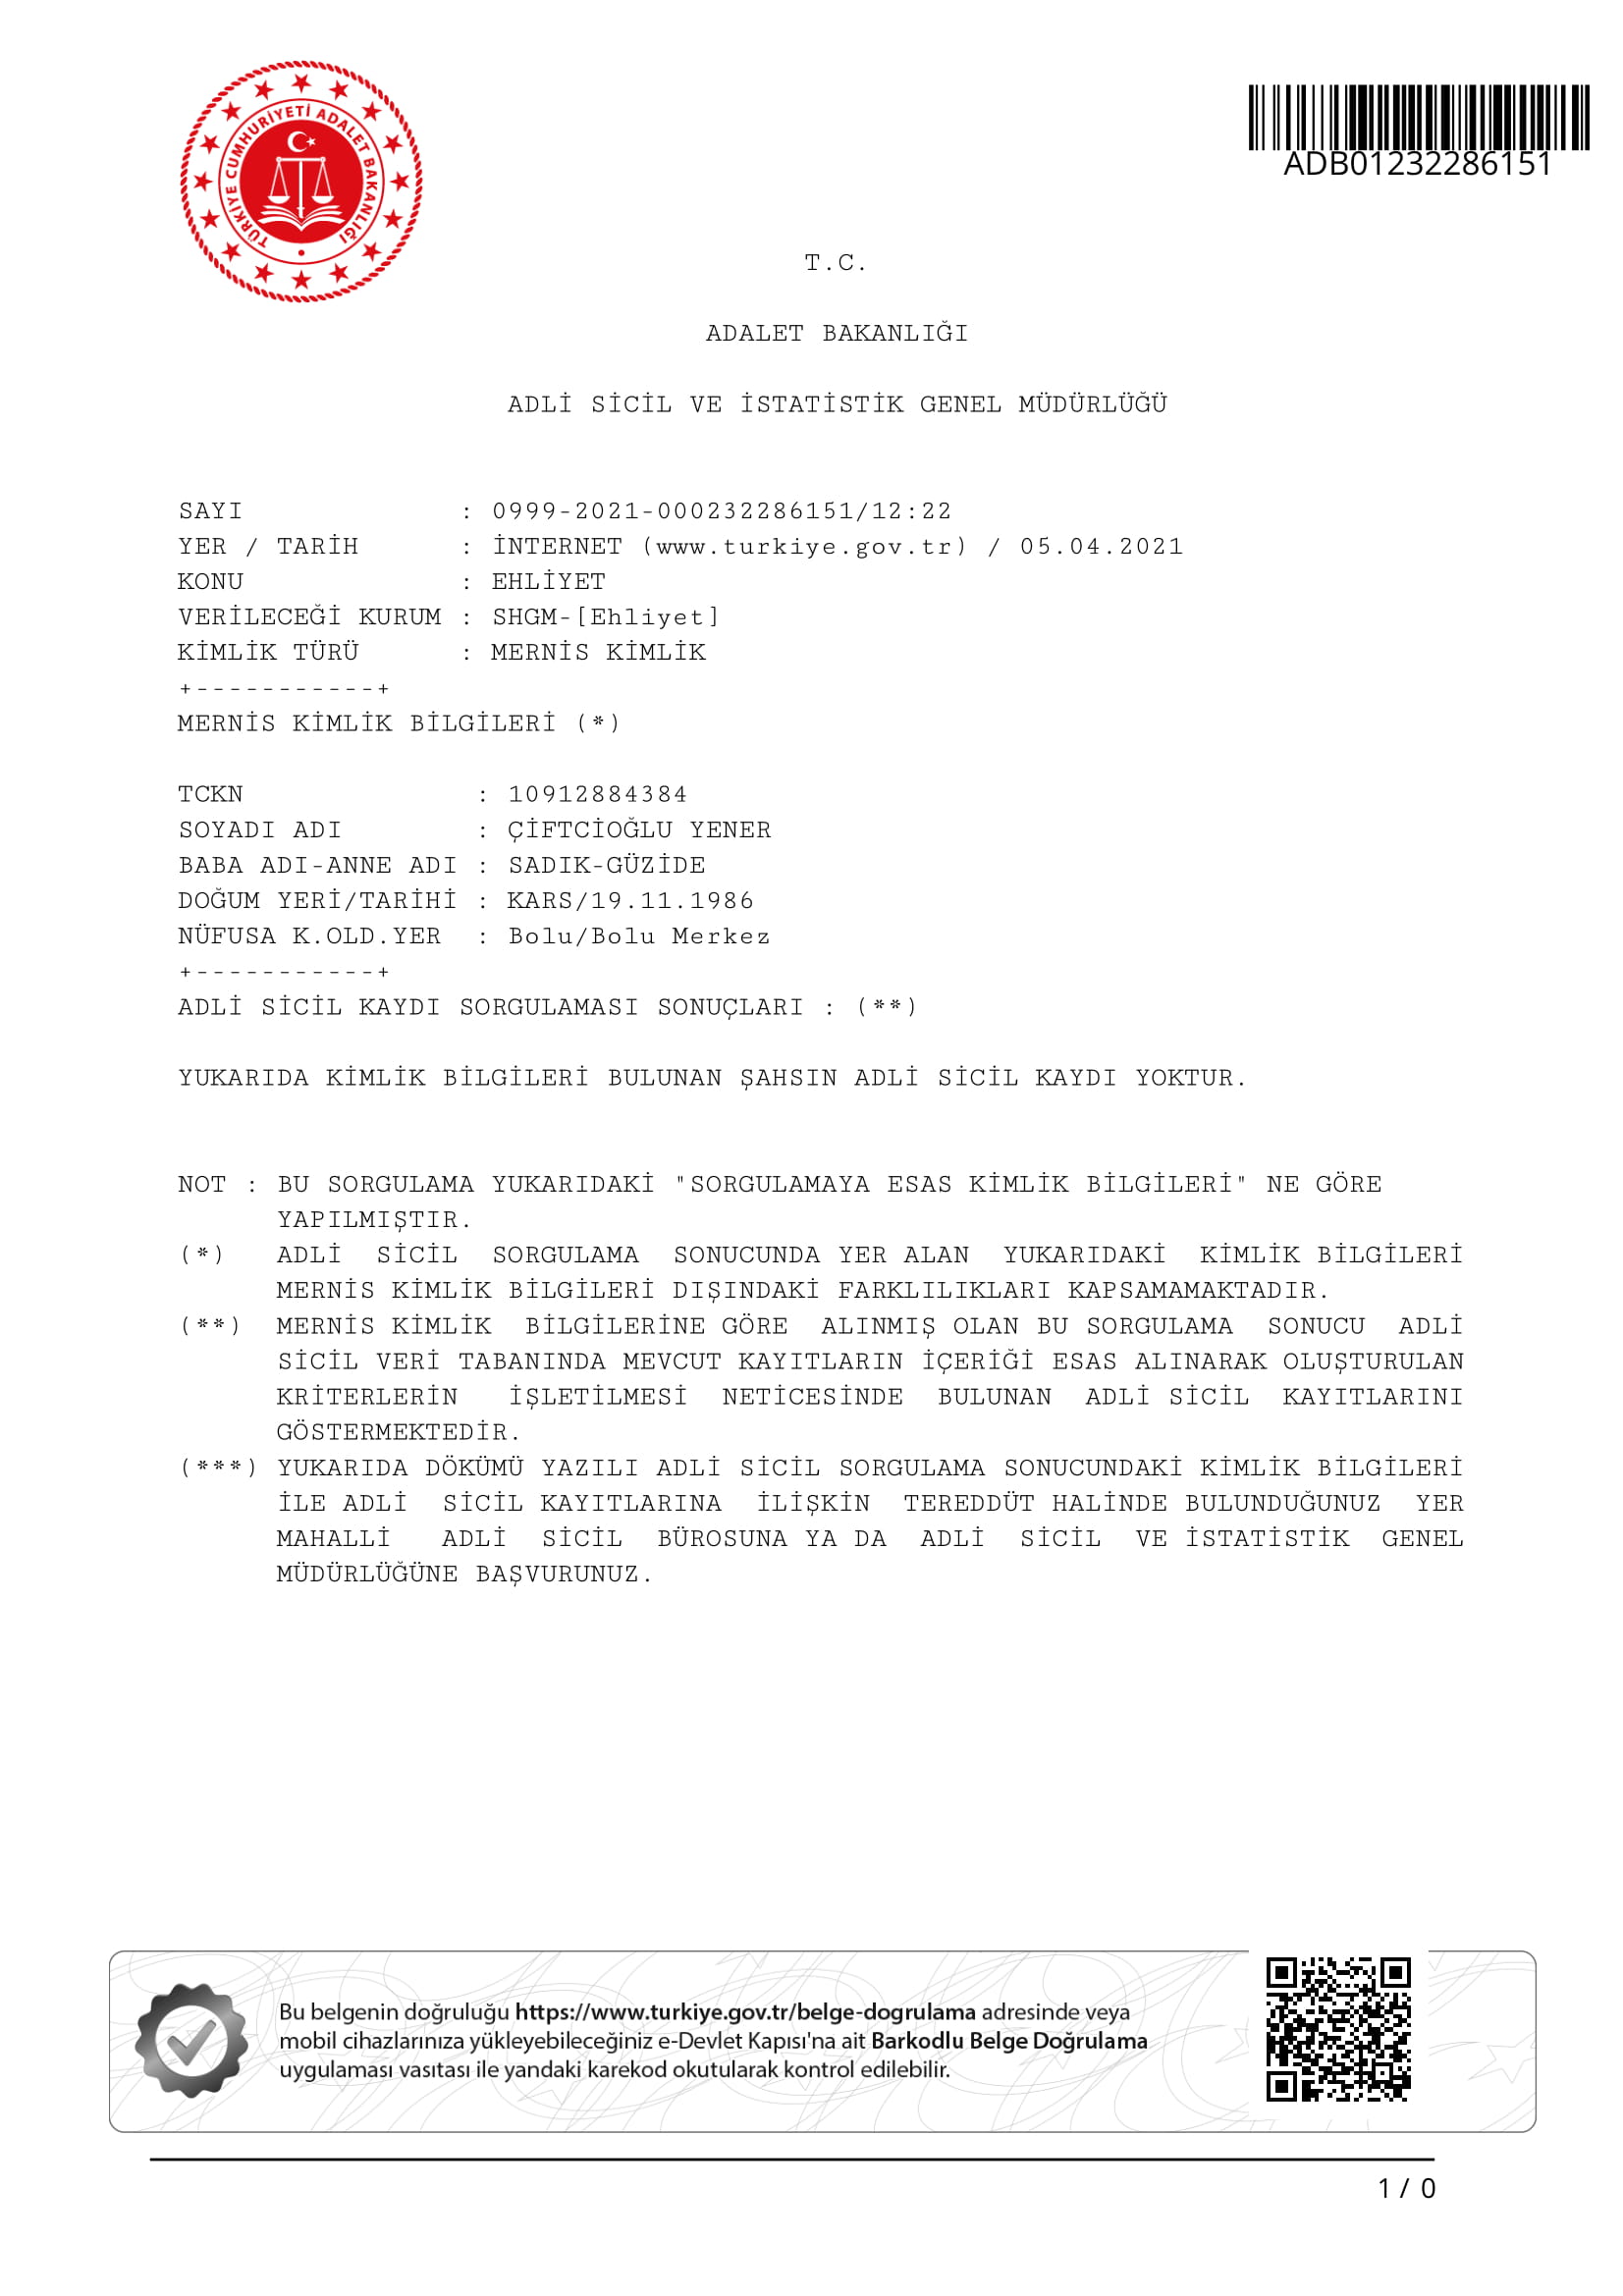 TÜRKİYE CUMHURİYETİ ADALET BAKANLIĞI
ADB01232286151
T.C.
ADALET BAKANLIĞI
ADLİ SİCİL VE İSTATİSTİK GENEL MÜDÜRLÜĞÜ
SAYI : 0999-2021-000232286151/12:22
YER / TARİH : İNTERNET (www.turkiye.gov.tr) / 05.04.2021
KONU : EHLİYET
VERİLECEĞİ KURUM : SHGM-[Ehliyet]
KİMLİK TÜRÜ : MERNİS KİMLİK
+-----------+
MERNİS KİMLİK BİLGİLERİ (*)
TCKN : 10912884384
SOYADI ADI : ÇİFTCİOĞLU YENER
BABA ADI-ANNE ADI : SADIK-GÜZİDE
DOĞUM YERİ/TARİHİ : KARS/19.11.1986
NÜFUSA K.OLD.YER : Bolu/Bolu Merkez
+-----------+
ADLİ SİCİL KAYDI SORGULAMASI SONUÇLARI : (**)
YUKARIDA KİMLİK BİLGİLERİ BULUNAN ŞAHSIN ADLİ SİCİL KAYDI YOKTUR.
NOT : BU SORGULAMA YUKARIDAKİ "SORGULAMAYA ESAS KİMLİK BİLGİLERİ" NE GÖRE
YAPILMIŞTIR.
(*) ADLİ SİCİL SORGULAMA SONUCUNDA YER ALAN YUKARIDAKİ KİMLİK BİLGİLERİ
MERNİS KİMLİK BİLGİLERİ DIŞINDAKİ FARKLILIKLARI KAPSAMAMAKTADIR.
(**) MERNİS KİMLİK BİLGİLERİNE GÖRE ALINMIŞ OLAN BU SORGULAMA SONUCU ADLİ
SİCİL VERİ TABANINDA MEVCUT KAYITLARIN İÇERİĞİ ESAS ALINARAK OLUŞTURULAN
KRİTERLERİN İŞLETİLMESİ NETİCESİNDE BULUNAN ADLİ SİCİL KAYITLARINI
GÖSTERMEKTEDİR.
(***) YUKARIDA DÖKÜMÜ YAZILI ADLİ SİCİL SORGULAMA SONUCUNDAKİ KİMLİK BİLGİLERİ
İLE ADLİ SİCİL KAYITLARINA İLİŞKİN TEREDDÜT HALİNDE BULUNDUĞUNUZ YER
MAHALLİ ADLİ SİCİL BÜROSUNA YA DA ADLİ SİCİL VE İSTATİSTİK GENEL
MÜDÜRLÜĞÜNE BAŞVURUNUZ.
Bu belgenin doğruluğu https://www.turkiye.gov.tr/belge-dogrulama adresinde veya
mobil cihazlarınıza yükleyebileceğiniz e-Devlet Kapısı'na ait Barkodlu Belge Doğrulama
uygulaması vasıtası ile yandaki karekod okutularak kontrol edilebilir.
1 / 0